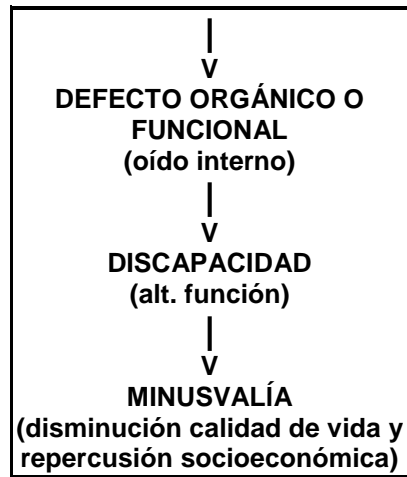 |
V
DEFECTO ORGÁNICO O
FUNCIONAL
(oído interno)
|
V
DISCAPACIDAD
(alt. función)
|
V
MINUSVALÍA
(disminución calidad de vida y
repercusión socioeconómica)